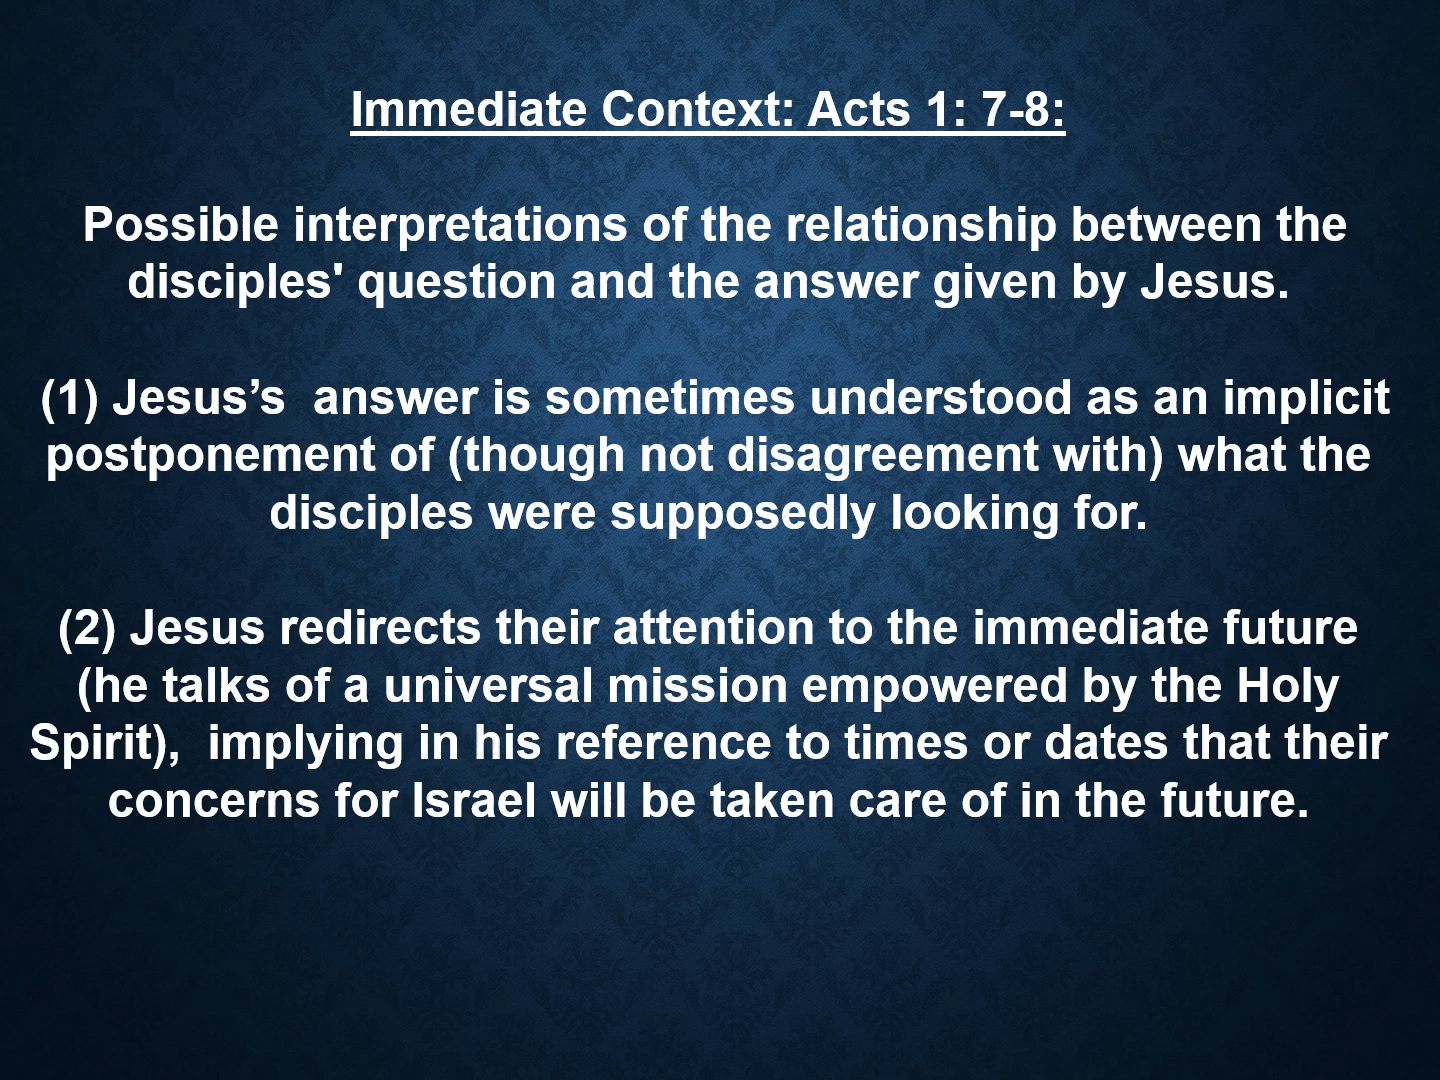 Immediate Context: Acts 1: 7-8:
Possible interpretations of the relationship between the
disciples' question and the answer given by Jesus.
(1) Jesus’s  answer is sometimes understood as an implicit
postponement of (though not disagreement with) what the
disciples were supposedly looking for.
(2) Jesus redirects their attention to the immediate future
(he talks of a universal mission empowered by the Holy
Spirit),  implying in his reference to times or dates that their
concerns for Israel will be taken care of in the future.